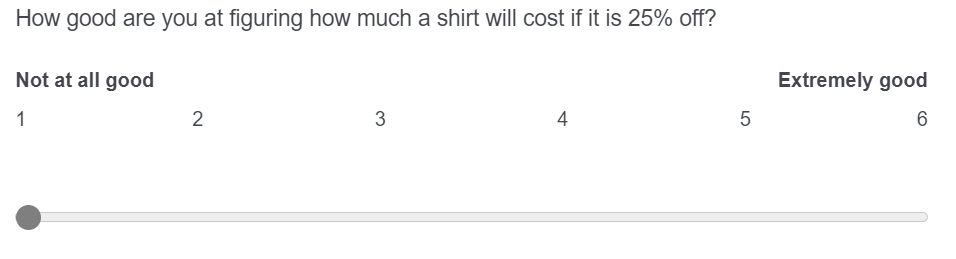 How good are you at figuring how much a shirt will cost if it is 25% off?
Not at all good Extremely good
1 2 3 4 5 6